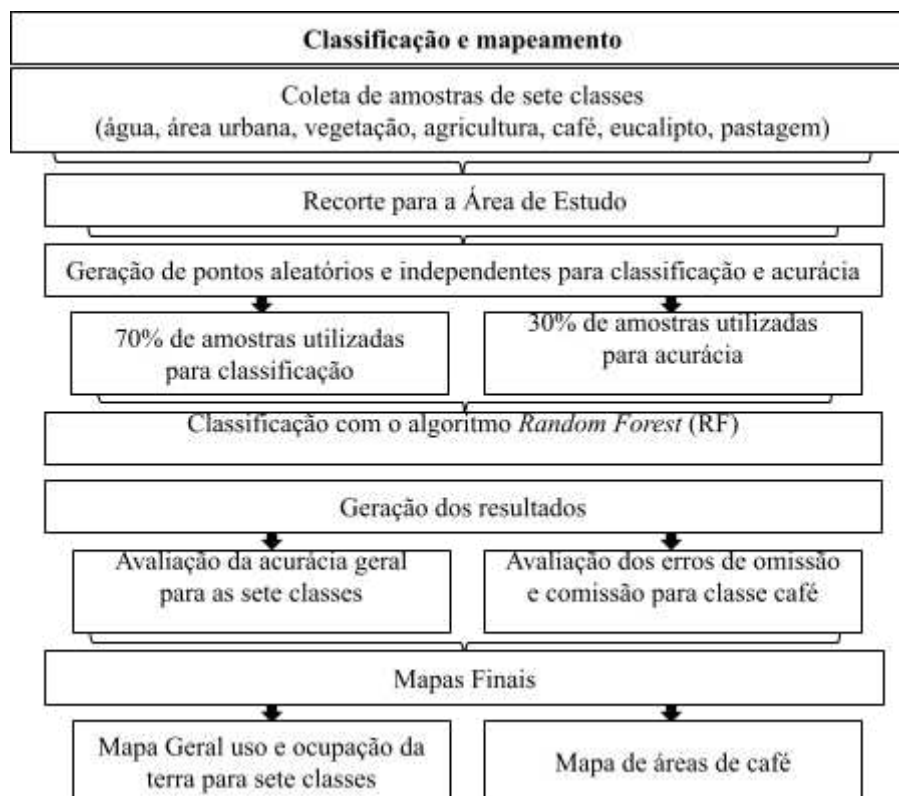 Classificação e mapeamento
Coleta de amostras de sete classes
(água, área urbana, vegetação, agricultura, café, eucalipto, pastagem)
Recorte para a Área de Estudo
Geração de pontos aleatórios e independentes para classificação e acurácia
70% de amostras utilizadas
para classificação
30% de amostras utilizadas
para acurácia
Classificação com o algoritmo Random Forest (RF)
Geração dos resultados
Avaliação da acurácia geral
para as sete classes
Avaliação dos erros de omissão
e comissão para classe café
Mapas Finais
Mapa Geral uso e ocupação da
terra para sete classes
Mapa de áreas de café